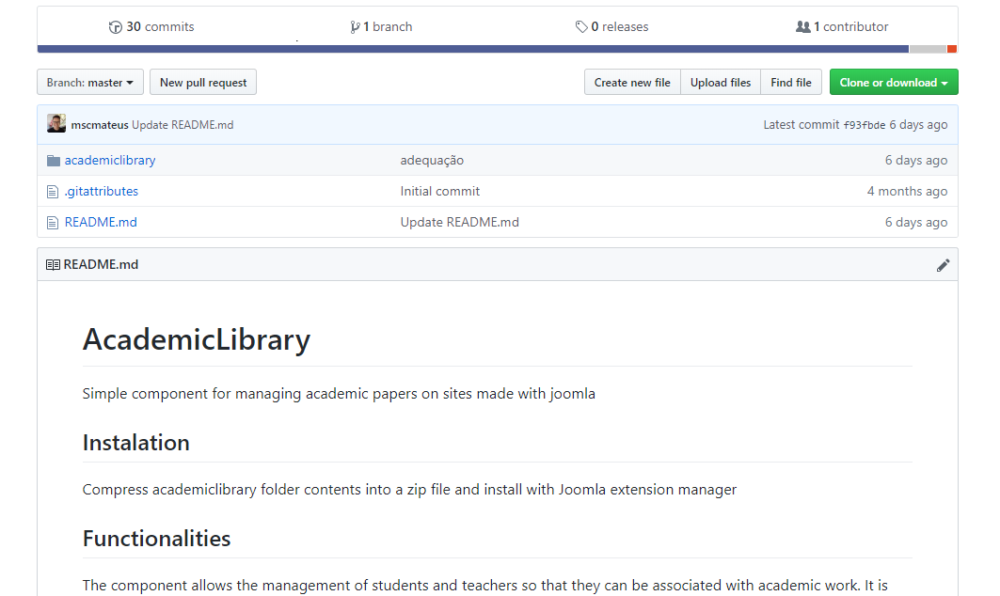 30 commits 1 branch 0 releases 1 contributor
Branch: master New pull request Create new file Upload files Find file Clone or download
mscmateus Update README.md Latest commit f93fbde 6 days ago
academiclibrary adequação 6 days ago
.gitattributes Initial commit 4 months ago
README.md Update README.md 6 days ago
README.md
AcademicLibrary
Simple component for managing academic papers on sites made with joomla
Instalation
Compress academiclibrary folder contents into a zip file and install with Joomla extension manager
Functionalities
The component allows the management of students and teachers so that they can be associated with academic work. It is